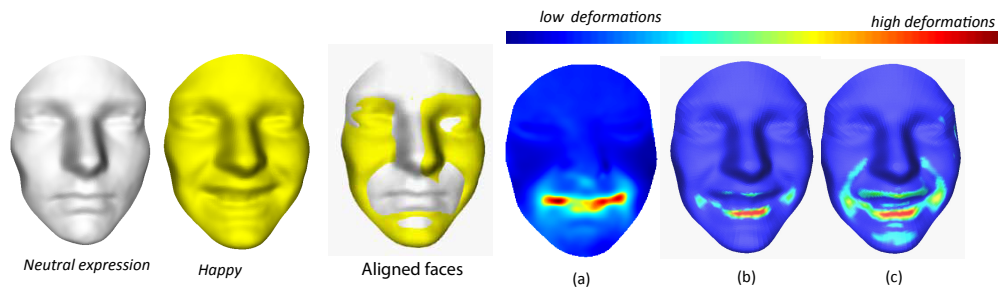 low deformations
high deformations
Neutral expression
Happy
Aligned faces
(a)
(b)
(c)